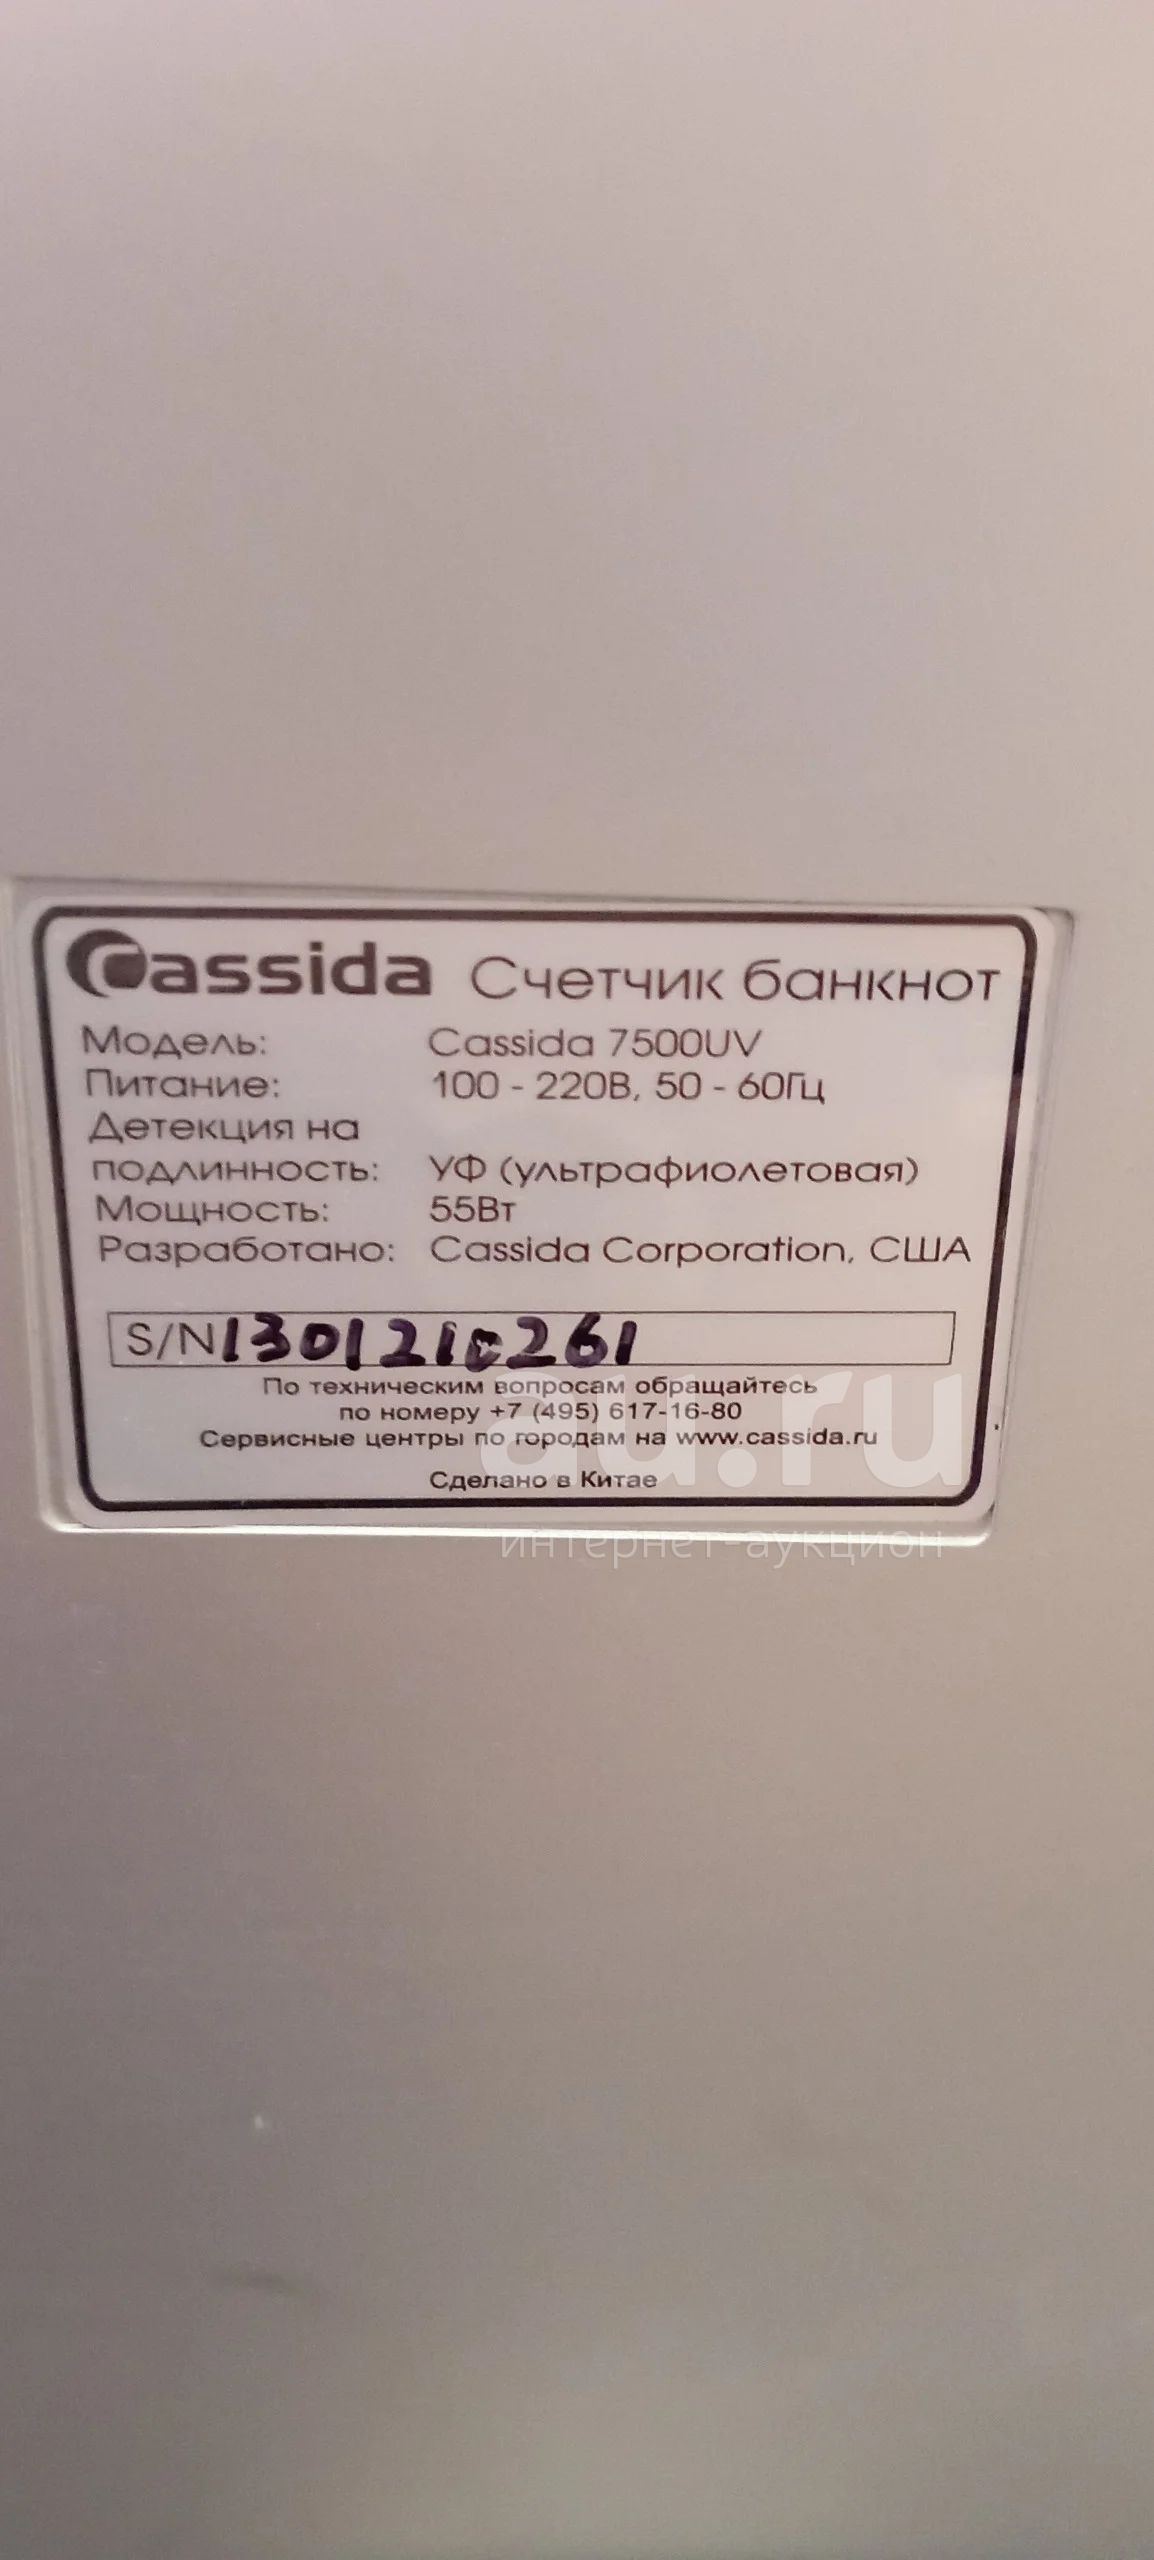 Cassida Счетчик банкнот
Модель: Cassida 7500UV
Питание: 100 - 220В, 50 - 60Гц
Детекция на
подлинность: УФ (ультрафиолетовая)
Мощность: 55Вт
Разработано: Cassida Corporation, США
S/N 1301210261
По техническим вопросам обращайтесь
по номеру +7 (495) 617-16-80
Сервисные центры по городам на www.cassida.ru
Сделано в Китае
au.ru
интернет-аукцион